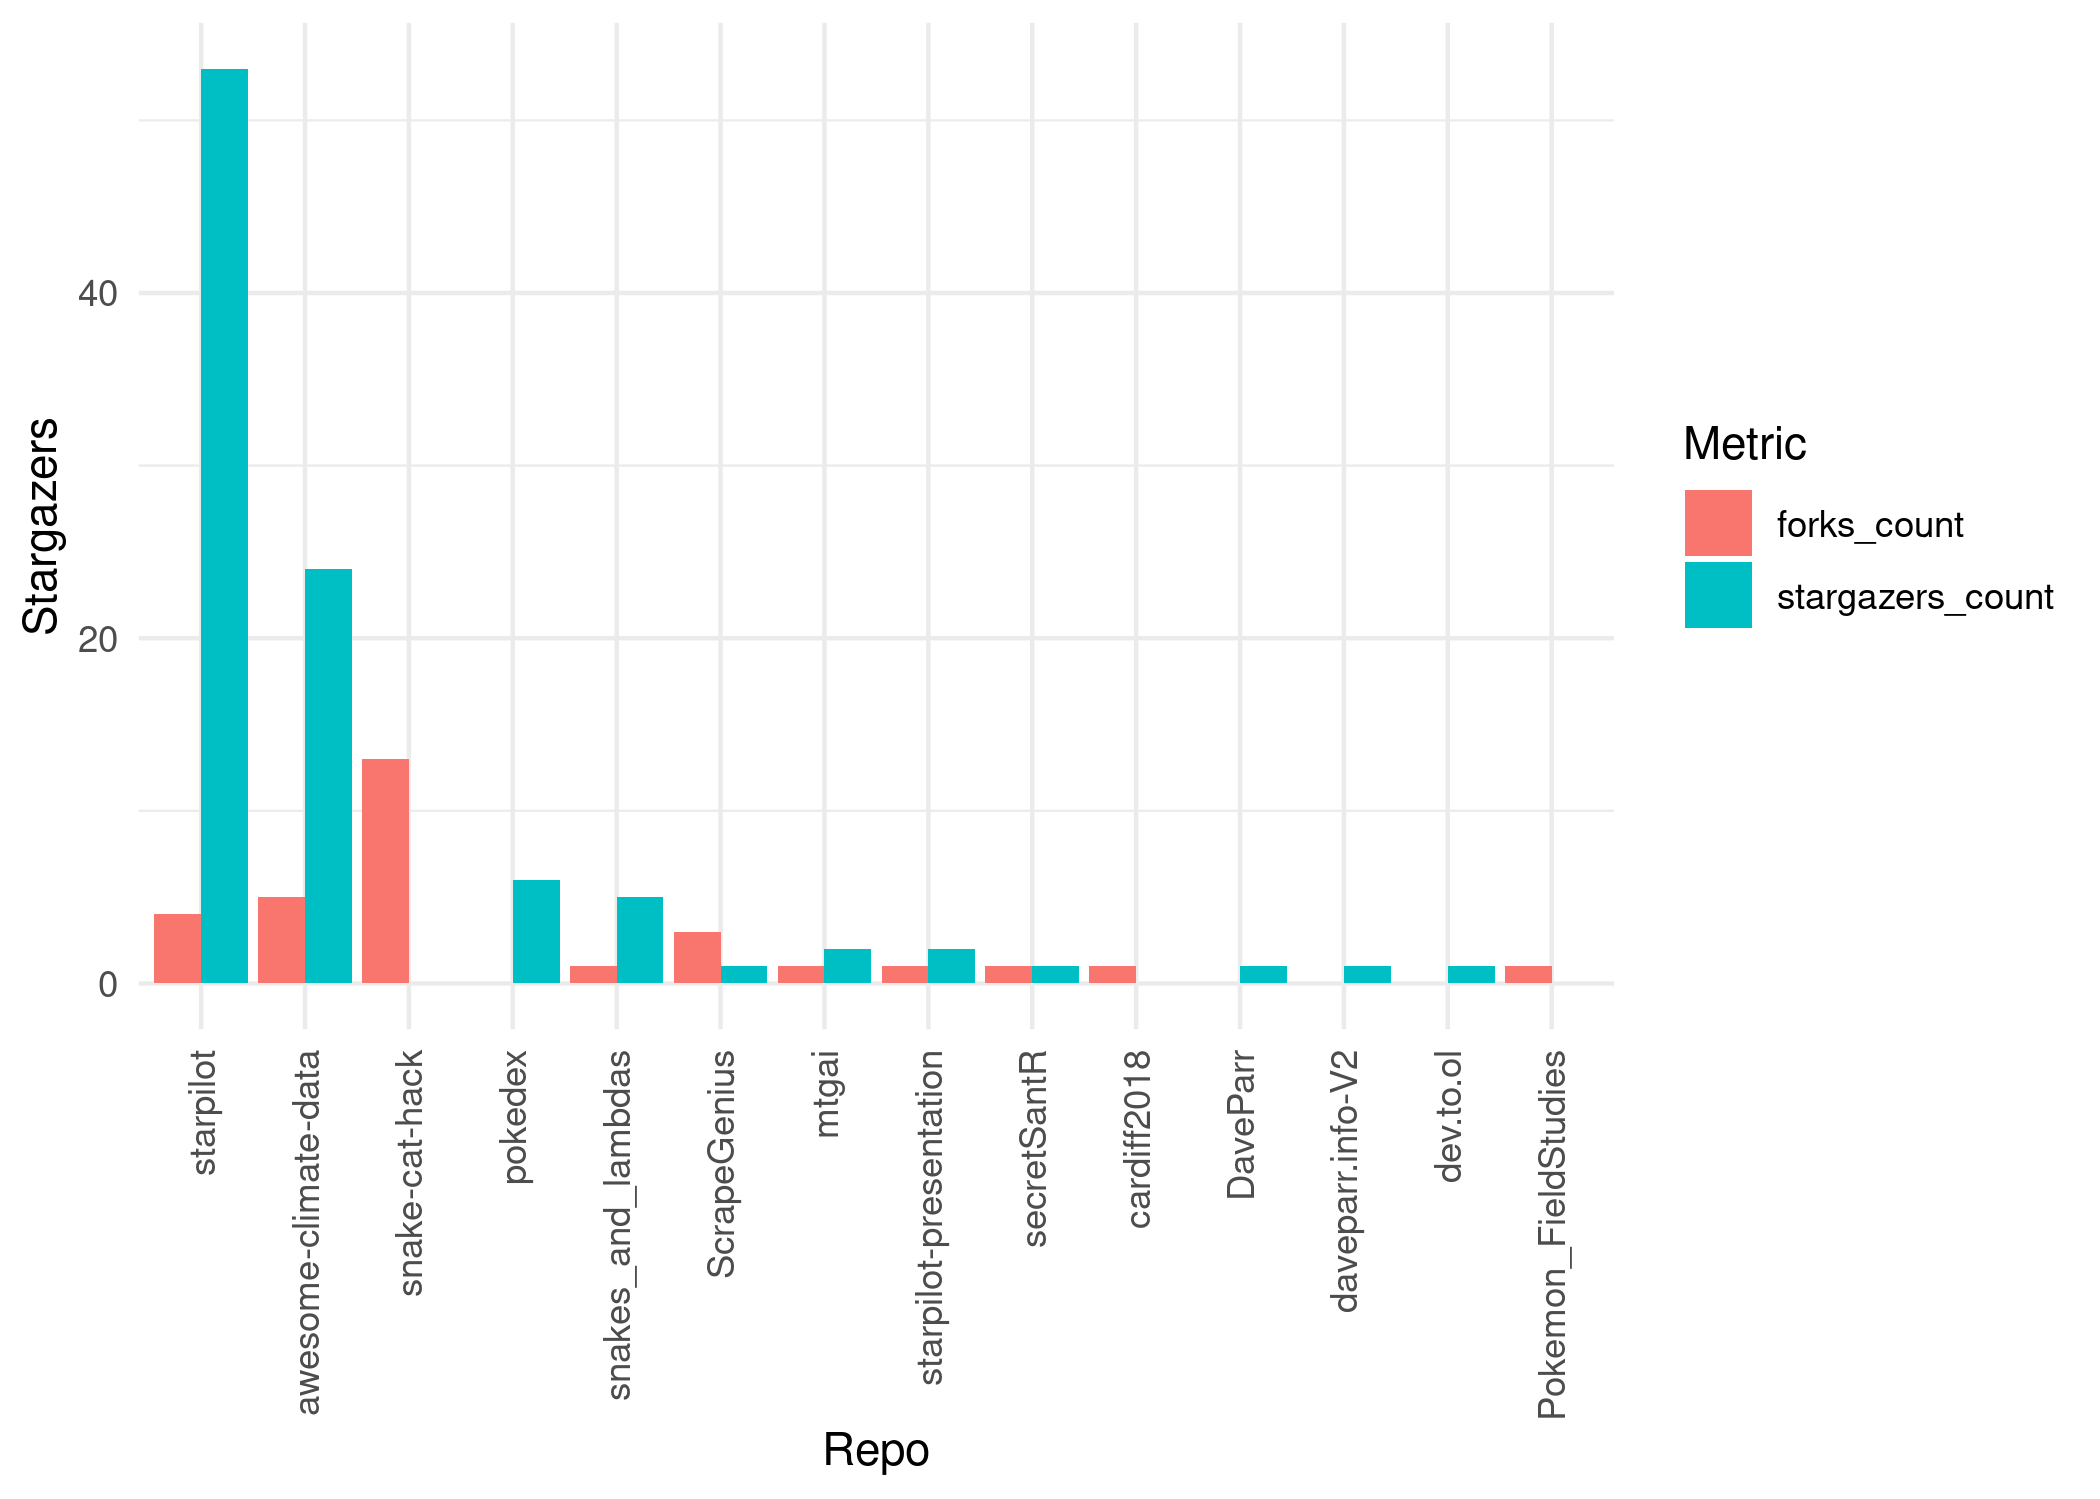 Stargazers
40
20
0
starpilot
awesome-climate-data
snake-cat-hack
pokedex
snakes_and_lambdas
ScrapeGenius
mtgai
starpilot-presentation
secretSantR
cardiff2018
DaveParr
daveparr.info-V2
dev.to.ol
Pokemon_FieldStudies
Repo
Metric
forks_count
stargazers_count